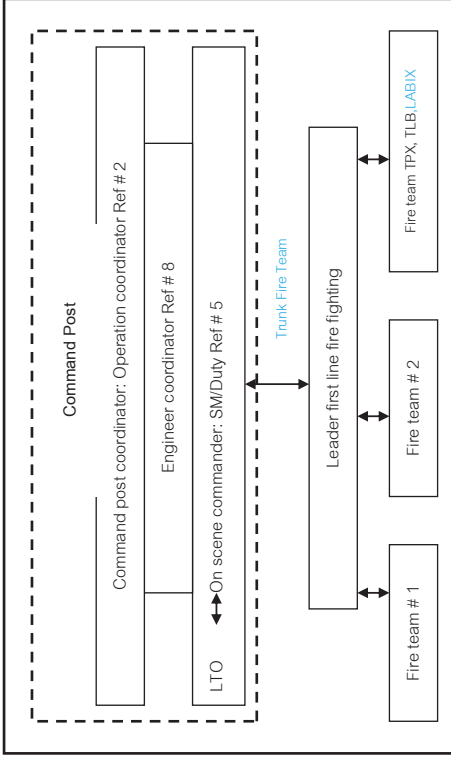 Command Post
Command post coordinator: Operation coordinator Ref # 2
Engineer coordinator Ref # 8
LTO
On scene commander: SM/Duty Ref # 5
Trunk Fire Team
Leader first line fire fighting
Fire team # 1
Fire team # 2
Fire team TPX, TLB,LABIX